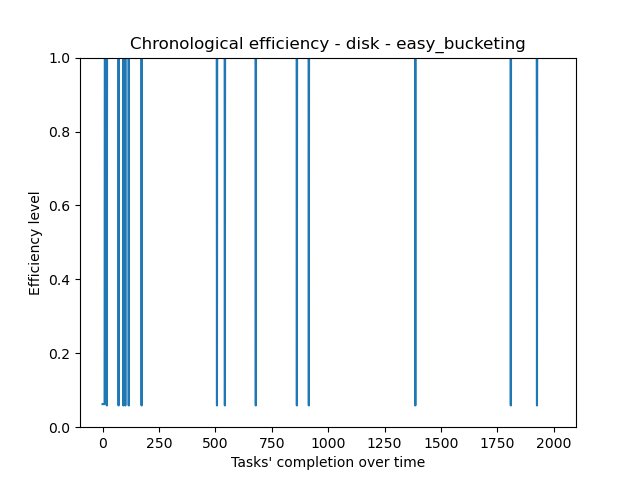 Chronological efficiency - disk - easy_bucketing
1.0
0.8
0.6
0.4
0.2
0.0
Efficiency level
0 250 500 750 1000 1250 1500 1750 2000
Tasks' completion over time